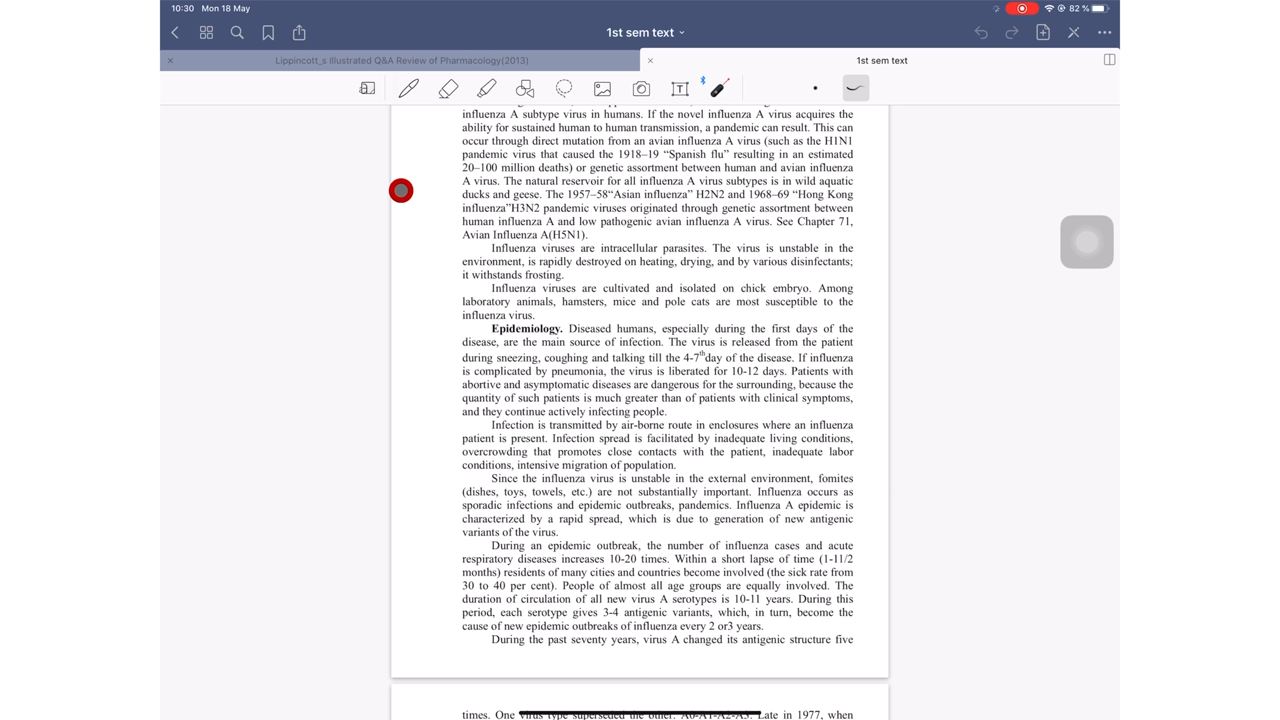 10:30 Mon 18 May
82 %
1st sem text
Lippincott_s Illustrated Q&A Review of Pharmacology(2013)
1st sem text
T
influenza A subtype virus in humans. If the novel influenza A virus acquires the
ability for sustained human to human transmission, a pandemic can result. This can
occur through direct mutation from an avian influenza A virus (such as the H1N1
pandemic virus that caused the 1918–19 “Spanish flu” resulting in an estimated
20–100 million deaths) or genetic assortment between human and avian influenza
A virus. The natural reservoir for all influenza A virus subtypes is in wild aquatic
ducks and geese. The 1957–58“Asian influenza” H2N2 and 1968–69 “Hong Kong
influenza”H3N2 pandemic viruses originated through genetic assortment between
human influenza A and low pathogenic avian influenza A virus. See Chapter 71,
Avian Influenza A(H5N1).
Influenza viruses are intracellular parasites. The virus is unstable in the
environment, is rapidly destroyed on heating, drying, and by various disinfectants;
it withstands frosting.
Influenza viruses are cultivated and isolated on chick embryo. Among
laboratory animals, hamsters, mice and pole cats are most susceptible to the
influenza virus.
Epidemiology. Diseased humans, especially during the first days of the
disease, are the main source of infection. The virus is released from the patient
during sneezing, coughing and talking till the 4-7thday of the disease. If influenza
is complicated by pneumonia, the virus is liberated for 10-12 days. Patients with
abortive and asymptomatic diseases are dangerous for the surrounding, because the
quantity of such patients is much greater than of patients with clinical symptoms,
and they continue actively infecting people.
Infection is transmitted by air-borne route in enclosures where an influenza
patient is present. Infection spread is facilitated by inadequate living conditions,
overcrowding that promotes close contacts with the patient, inadequate labor
conditions, intensive migration of population.
Since the influenza virus is unstable in the external environment, fomites
(dishes, toys, towels, etc.) are not substantially important. Influenza occurs as
sporadic infections and epidemic outbreaks, pandemics. Influenza A epidemic is
characterized by a rapid spread, which is due to generation of new antigenic
variants of the virus.
During an epidemic outbreak, the number of influenza cases and acute
respiratory diseases increases 10-20 times. Within a short lapse of time (1-11/2
months) residents of many cities and countries become involved (the sick rate from
30 to 40 per cent). People of almost all age groups are equally involved. The
duration of circulation of all new virus A serotypes is 10-11 years. During this
period, each serotype gives 3-4 antigenic variants, which, in turn, become the
cause of new epidemic outbreaks of influenza every 2 or3 years.
During the past seventy years, virus A changed its antigenic structure five
times. One virus type superseded the other: A0-A1-A2-A3. Late in 1977, when